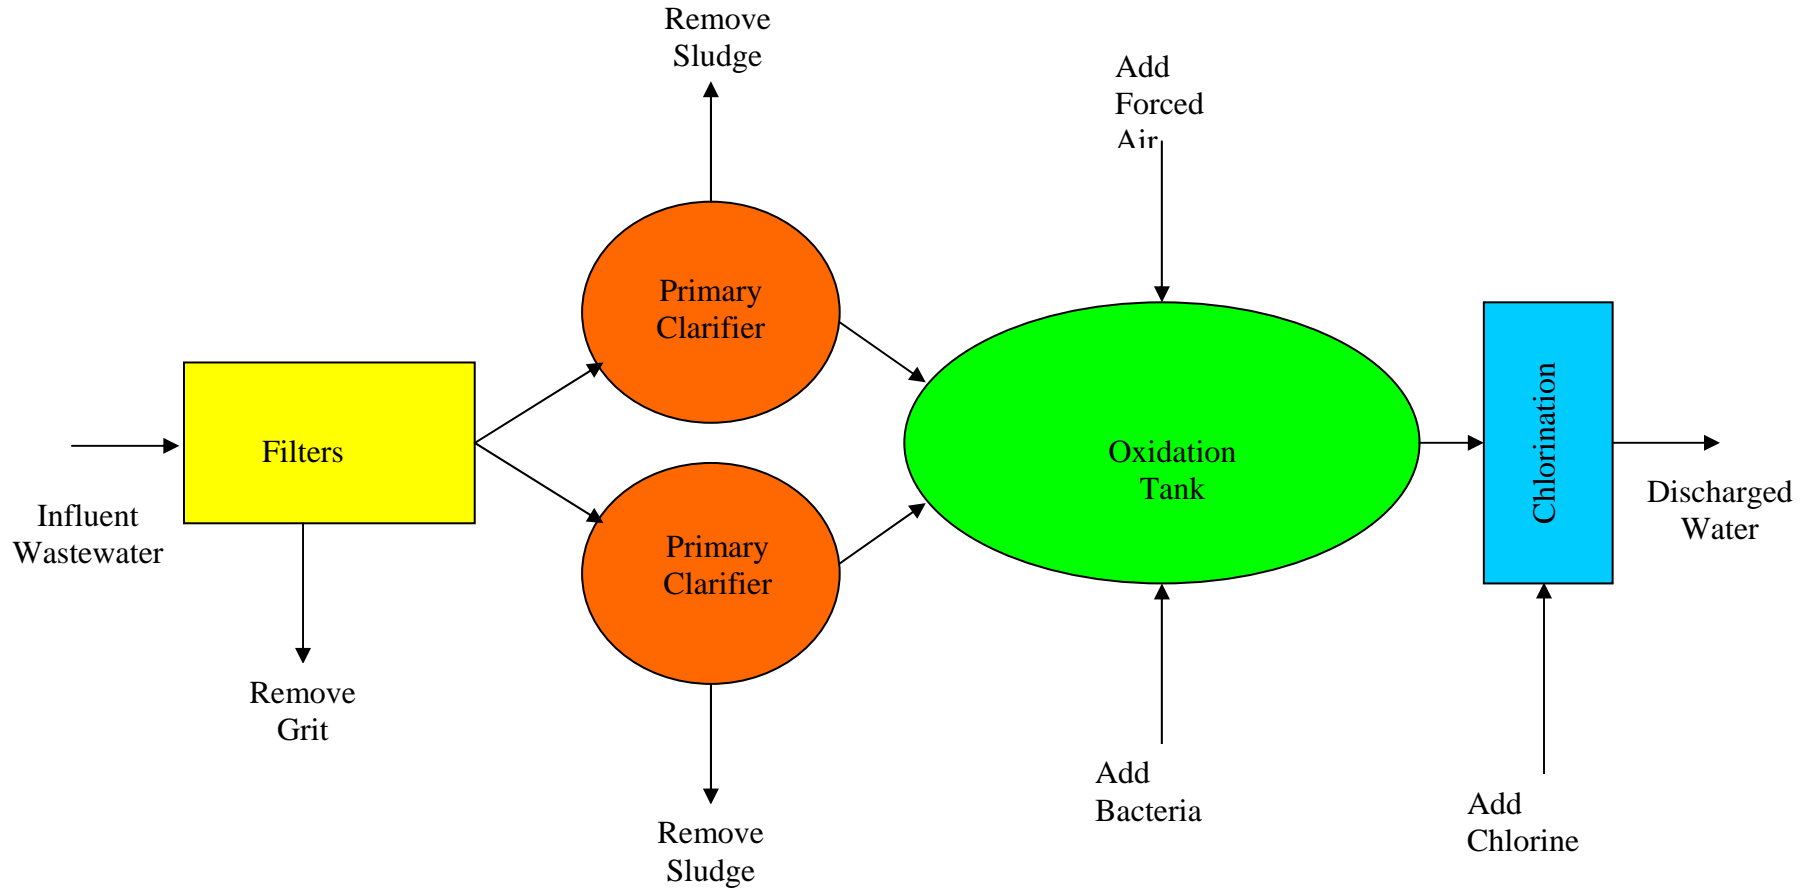 Remove
Sludge
Add
Forced
Air
Primary
Clarifier
Filters
Influent
Wastewater
Oxidation
Tank
Chlorination
Discharged
Water
Primary
Clarifier
Remove
Grit
Add
Bacteria
Add
Chlorine
Remove
Sludge